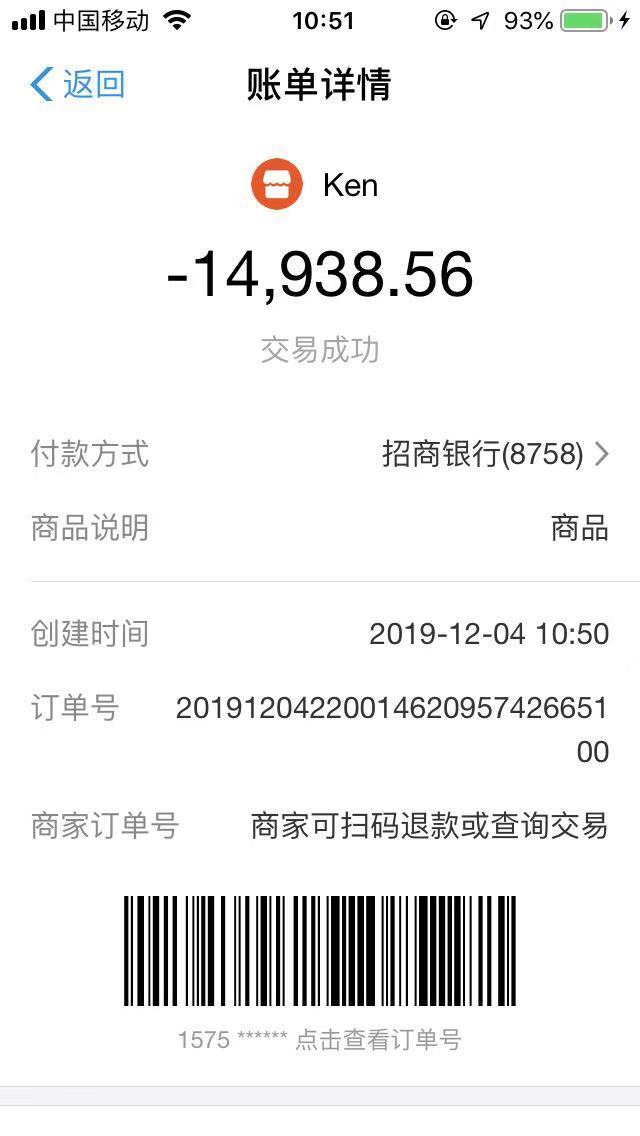 中国移动 10:51 93%
返回 账单详情
Ken
-14,938.56
交易成功
付款方式 招商银行(8758)
商品说明 商品
创建时间 2019-12-04 10:50
订单号 20191204220014620957426651
00
商家订单号 商家可扫码退款或查询交易
1575 ****** 点击查看订单号